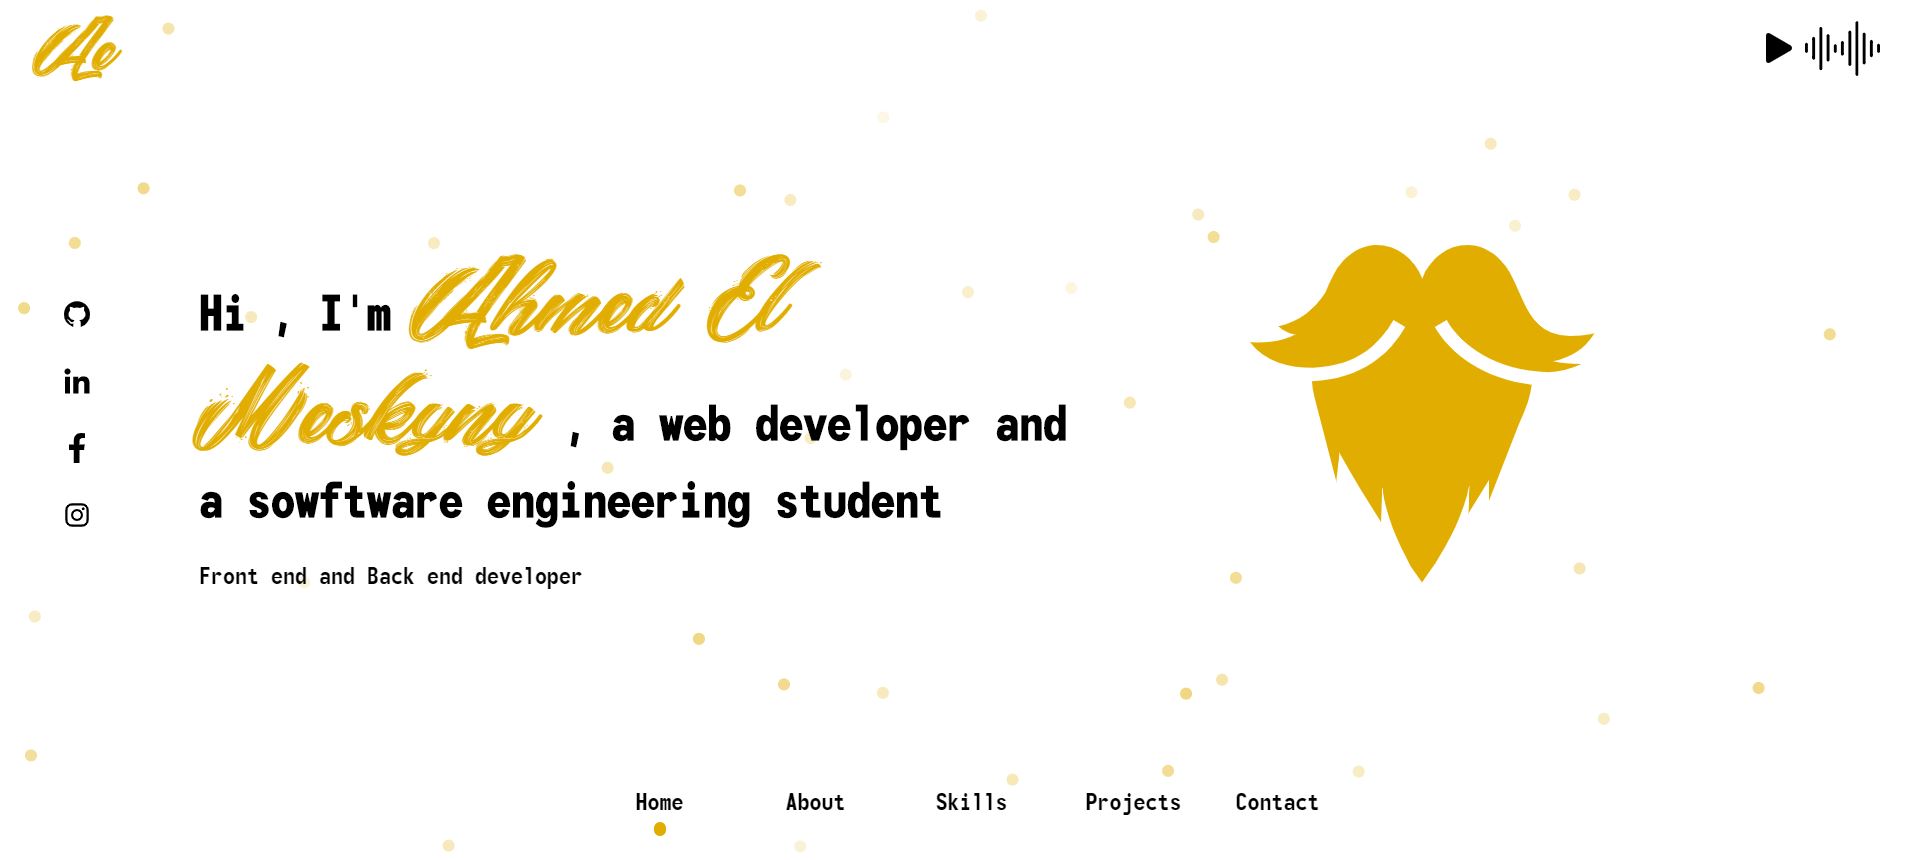 Ae
Hi , I'm Ahmed El
Meskyny , a web developer and
a sowftware engineering student
Front end and Back end developer
Home About Skills Projects Contact